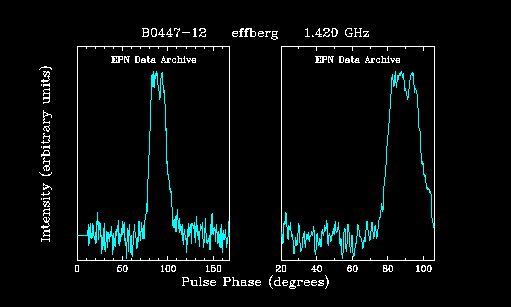 B0447-12 effberg 1.420 GHz
EPN Data Archive EPN Data Archive
Intensity (arbitrary units)
0 50 100 150 20 40 60 80 100
Pulse Phase (degrees)